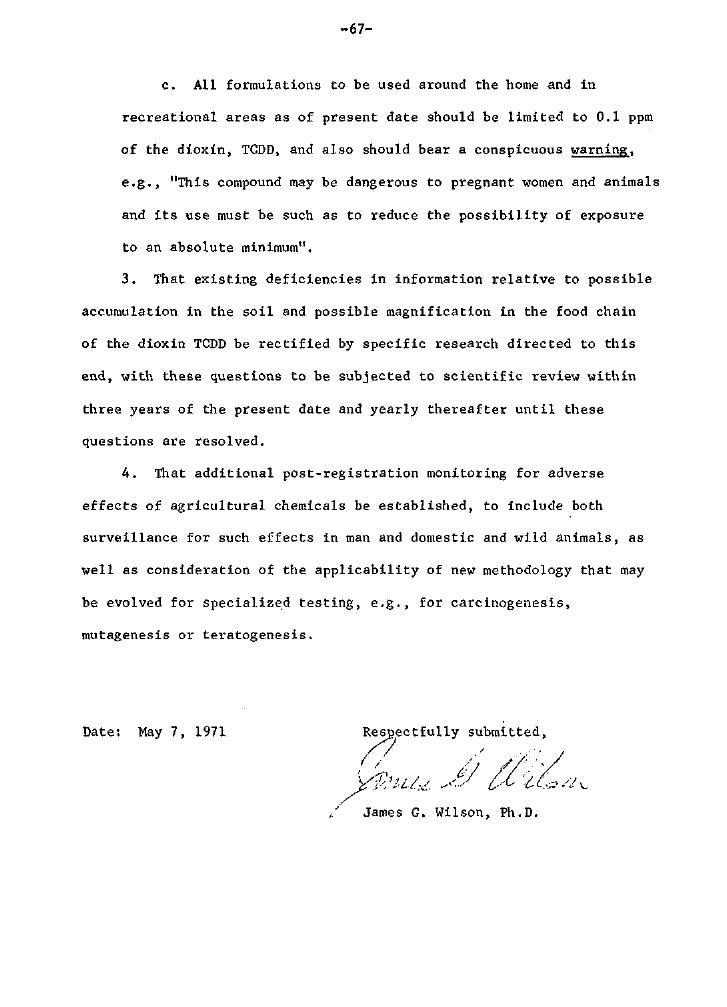 -67-
c. All formulations to be used around the home and in
recreational areas as of present date should be limited to 0.1 ppm
of the dioxin, TCDD, and also should bear a conspicuous warning,
e.g., "This compound may be dangerous to pregnant women and animals
and its use must be such as to reduce the possibility of exposure
to an absolute minimum".
3. That existing deficiencies in information relative to possible
accumulation in the soil and possible magnification in the food chain
of the dioxin TCDD be rectified by specific research directed to this
end, with these questions to be subjected to scientific review within
three years of the present date and yearly thereafter until these
questions are resolved.
4. That additional post-registration monitoring for adverse
effects of agricultural chemicals be established, to include both
surveillance for such effects in man and domestic and wild animals, as
well as consideration of the applicability of new methodology that may
be evolved for specialized testing, e.g., for carcinogenesis,
mutagenesis or teratogenesis.
Date: May 7, 1971 Respectfully submitted,
James G Wilson
James G. Wilson, Ph.D.